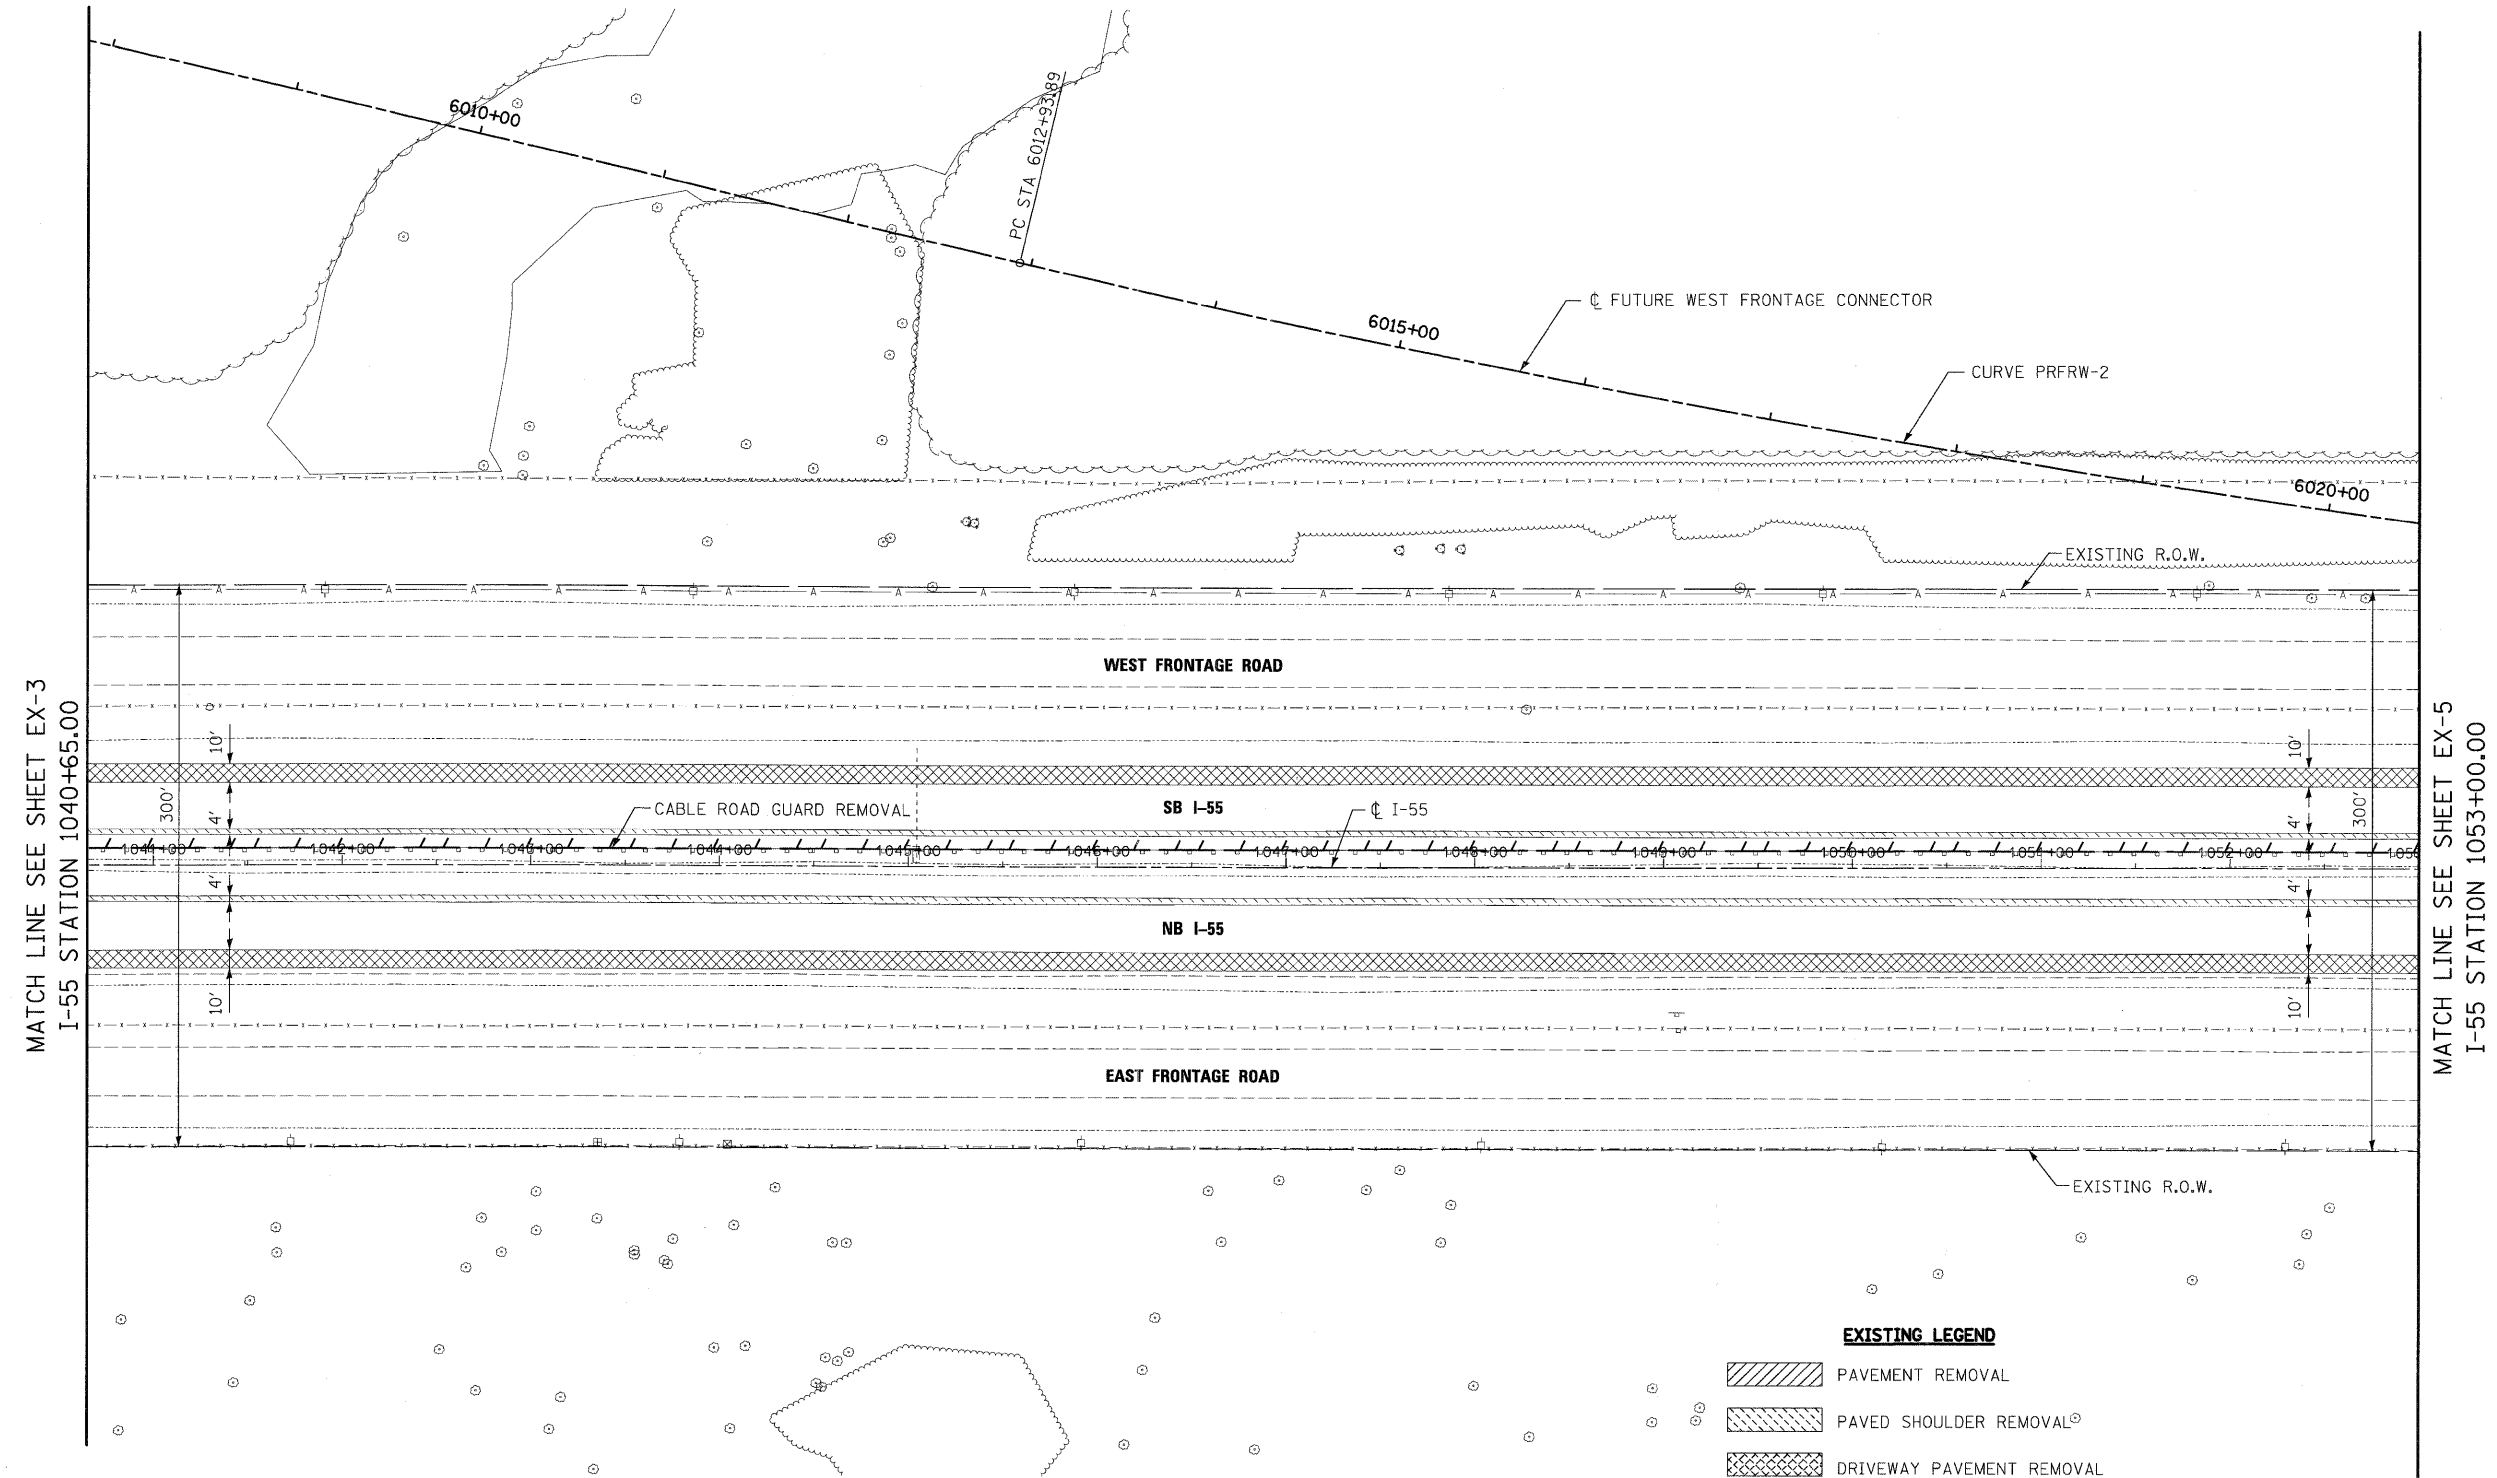 6010+00
PC STA 6012+93.89
℄ FUTURE WEST FRONTAGE CONNECTOR
6015+00
CURVE PRFRW-2
6020+00
EXISTING R.O.W.
A A A A A A A A A A A A A A A A A A A A A A A A A A A
WEST FRONTAGE ROAD
MATCH LINE SEE SHEET EX-3
I-55 STATION 1040+65.00
MATCH LINE SEE SHEET EX-5
I-55 STATION 1053+00.00
10'
10'
300'
300'
4'
4'
CABLE ROAD GUARD REMOVAL
SB I-55
℄ I-55
1041+00 1042+00 1043+00 1044+00 1045+00 1046+00 1047+00 1048+00 1049+00 1050+00 1051+00 1052+00
4'
4'
NB I-55
10'
10'
EAST FRONTAGE ROAD
EXISTING R.O.W.
EXISTING LEGEND
PAVEMENT REMOVAL
PAVED SHOULDER REMOVAL
DRIVEWAY PAVEMENT REMOVAL